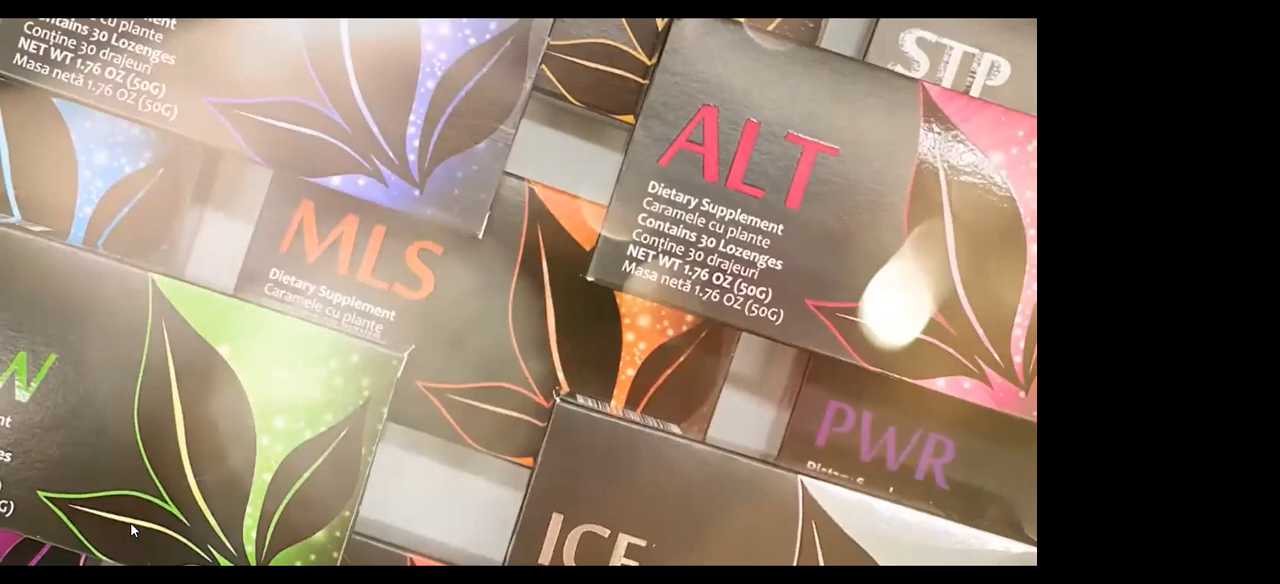 Contains 30 Lozenges
Conține 30 drajeuri
NET WT 1.76 OZ (50G)
Masa netă 1.76 OZ (50G)
STP
ALT
Dietary Supplement
Caramele cu plante
Contains 30 Lozenges
Conține 30 drajeuri
NET WT 1.76 OZ (50G)
Masa netă 1.76 OZ (50G)
MLS
Dietary Supplement
Caramele cu plante
PWR
ICE